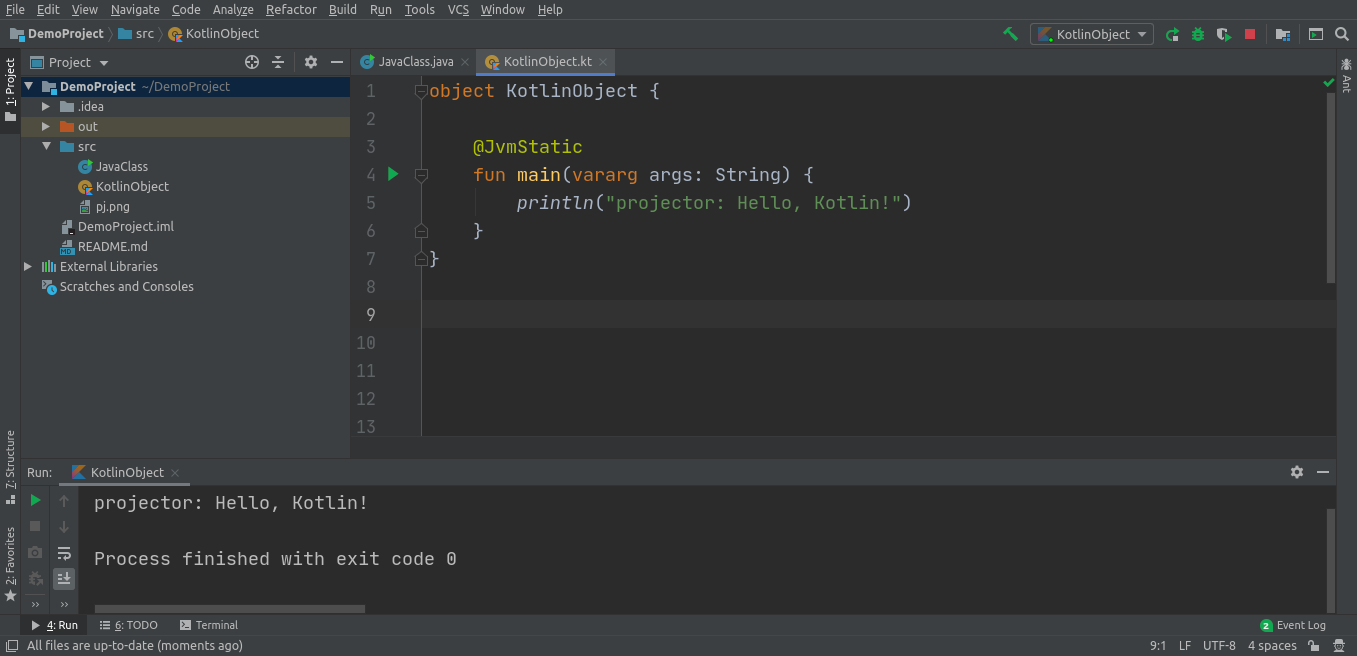 File Edit View Navigate Code Analyze Refactor Build Run Tools VCS Window Help
DemoProject src KotlinObject KotlinObject
1: Project
Project
DemoProject ~/DemoProject
.idea
out
src
JavaClass
KotlinObject
pj.png
DemoProject.iml
README.md
External Libraries
Scratches and Consoles
JavaClass.java KotlinObject.kt
1 object KotlinObject {
2
3 @JvmStatic
4 fun main(vararg args: String) {
5 println("projector: Hello, Kotlin!")
6 }
7 }
8
9
10
11
12
13
Ant
7: Structure
2: Favorites
Run: KotlinObject
projector: Hello, Kotlin!
Process finished with exit code 0
4: Run 6: TODO Terminal 2 Event Log
All files are up-to-date (moments ago) 9:1 LF UTF-8 4 spaces